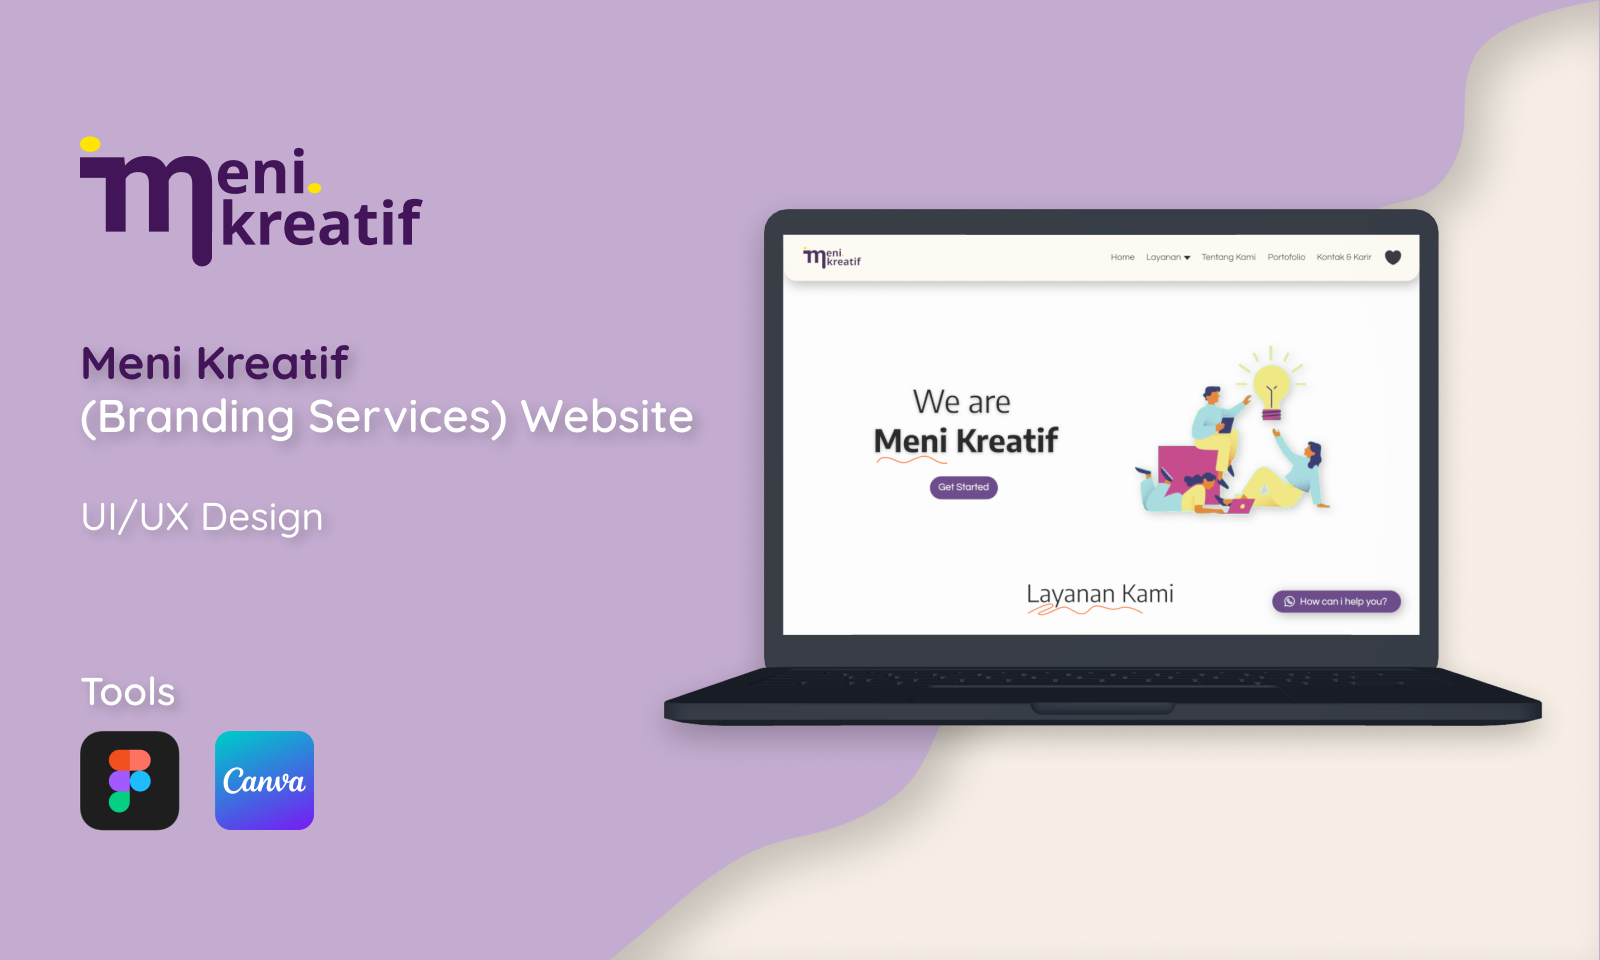 meni.
kreatif
Meni Kreatif
(Branding Services) Website
UI/UX Design
Tools
Canva
meni
kreatif
Home Layanan Tentang Kami Portofolio Kontak & Karir
We are
Meni Kreatif
Get Started
Layanan Kami
How can i help you?